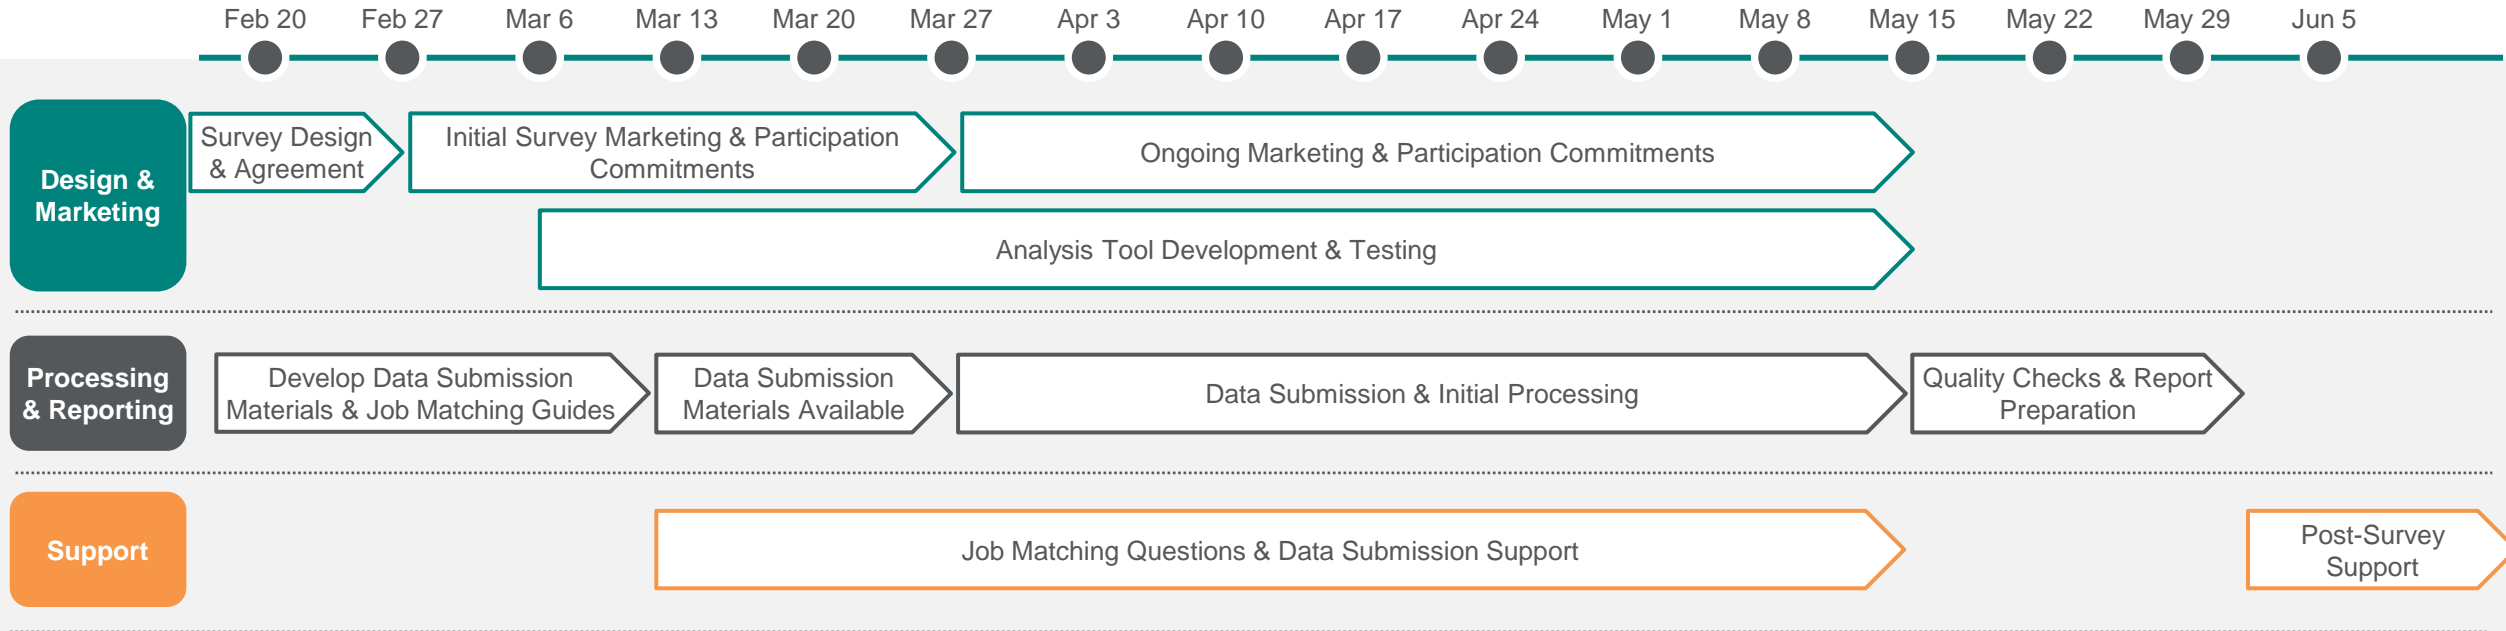 Feb 20
Feb 27
Mar 6
Mar 13
Mar 20
Mar 27
Apr 3
Apr 10
Apr 17
Apr 24
May 1
May 8
May 15
May 22
May 29
Jun 5
Design &
Marketing
Survey Design
& Agreement
Initial Survey Marketing & Participation
Commitments
Ongoing Marketing & Participation Commitments
Analysis Tool Development & Testing
Processing
& Reporting
Develop Data Submission
Materials & Job Matching Guides
Data Submission
Materials Available
Data Submission & Initial Processing
Quality Checks & Report
Preparation
Support
Job Matching Questions & Data Submission Support
Post-Survey
Support